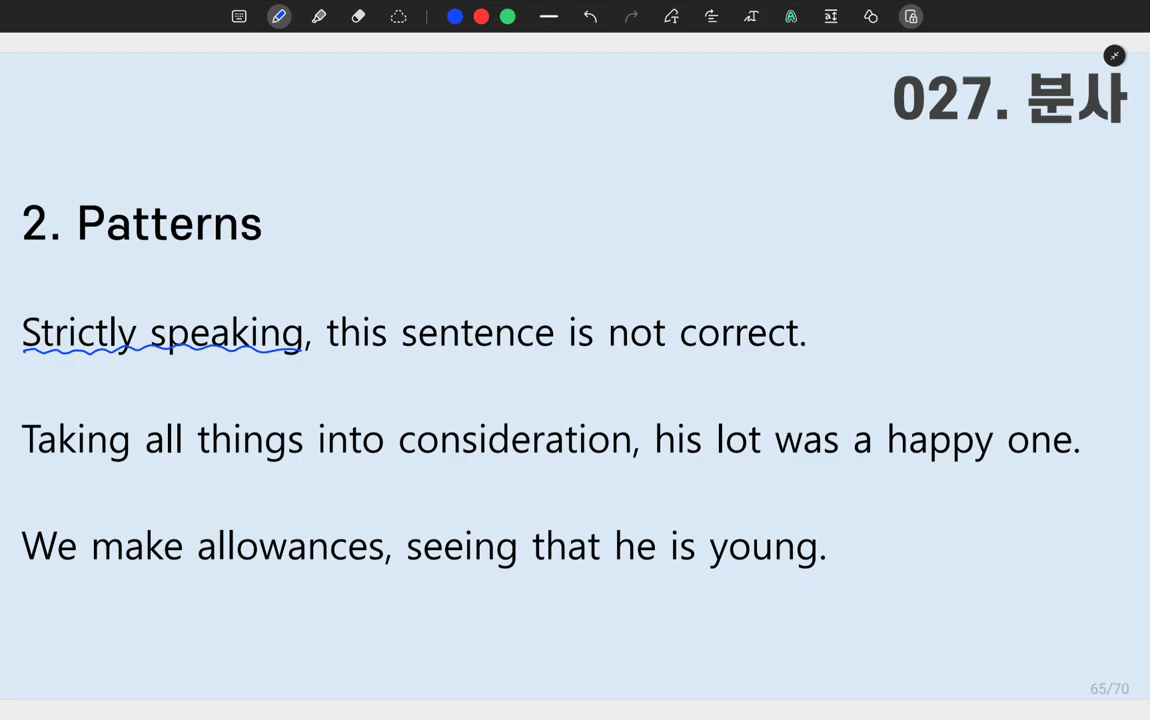 027. 분사
2. Patterns
Strictly speaking, this sentence is not correct.
Taking all things into consideration, his lot was a happy one.
We make allowances, seeing that he is young.
65/70